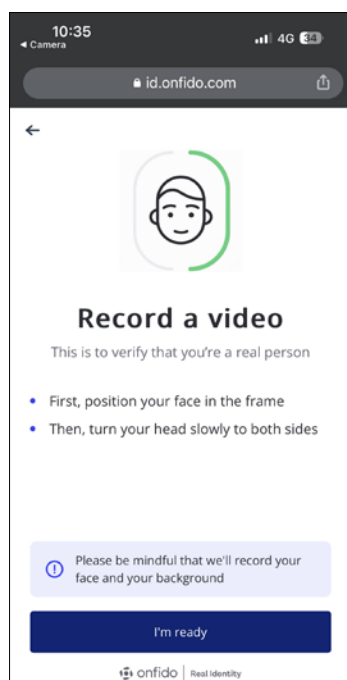 10:35
◂ Camera
4G 34
id.onfido.com
Record a video
This is to verify that you're a real person
• First, position your face in the frame
• Then, turn your head slowly to both sides
Please be mindful that we'll record your
face and your background
I'm ready
onfido | Real Identity